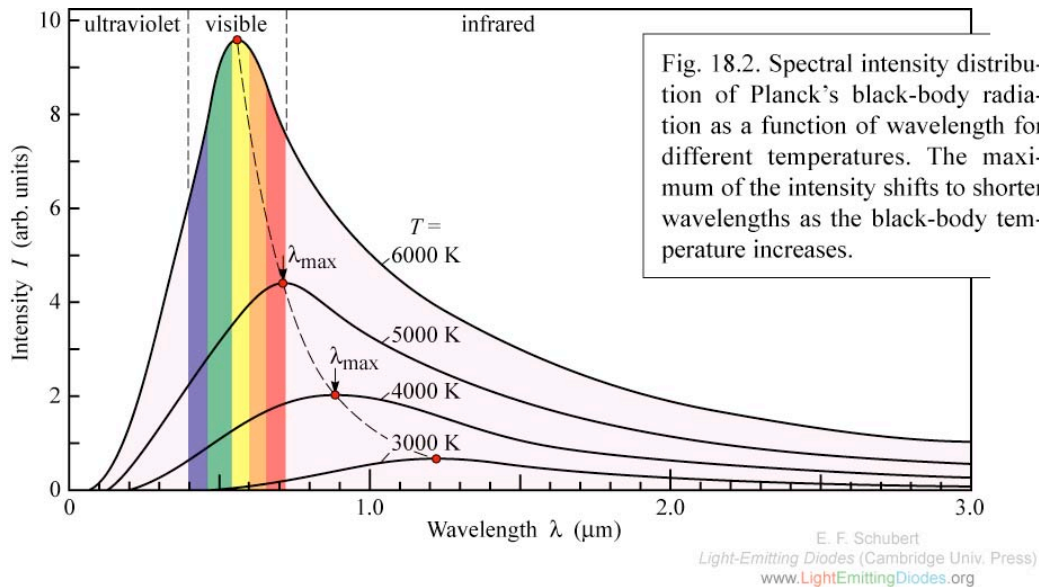 10
8
6
4
2
0
Intensity I (arb. units)
ultraviolet
visible
infrared
T =
6000 K
5000 K
4000 K
3000 K
λmax
λmax
0
1.0
2.0
3.0
Wavelength λ (μm)
Fig. 18.2. Spectral intensity distribu-
tion of Planck's black-body radia-
tion as a function of wavelength for
different temperatures. The maxi-
mum of the intensity shifts to shorter
wavelengths as the black-body tem-
perature increases.
E. F. Schubert
Light-Emitting Diodes (Cambridge Univ. Press)
www.LightEmittingDiodes.org